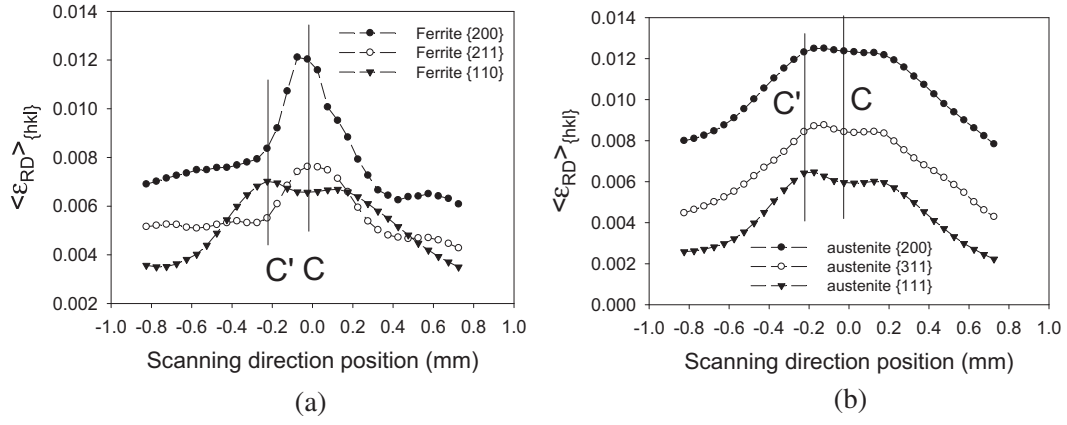 0.014
0.012
0.010
0.008
0.006
0.004
0.002
<εRD>{hkl}
Ferrite {200}
Ferrite {211}
Ferrite {110}
C' C
-1.0 -0.8 -0.6 -0.4 -0.2 0.0 0.2 0.4 0.6 0.8 1.0
Scanning direction position (mm)
(a)
0.014
0.012
0.010
0.008
0.006
0.004
0.002
0.000
<εRD>{hkl}
C' C
austenite {200}
austenite {311}
austenite {111}
-1.0 -0.8 -0.6 -0.4 -0.2 0.0 0.2 0.4 0.6 0.8 1.0
Scanning direction position (mm)
(b)